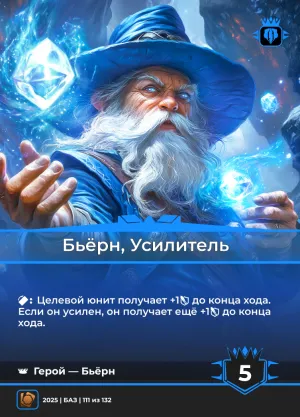 Бьёрн, Усилитель
: Целевой юнит получает +1 до конца хода.
Если он усилен, он получает ещё +1 до конца
хода.
Герой — Бьёрн
5
2025 | БАЗ | 111 из 132